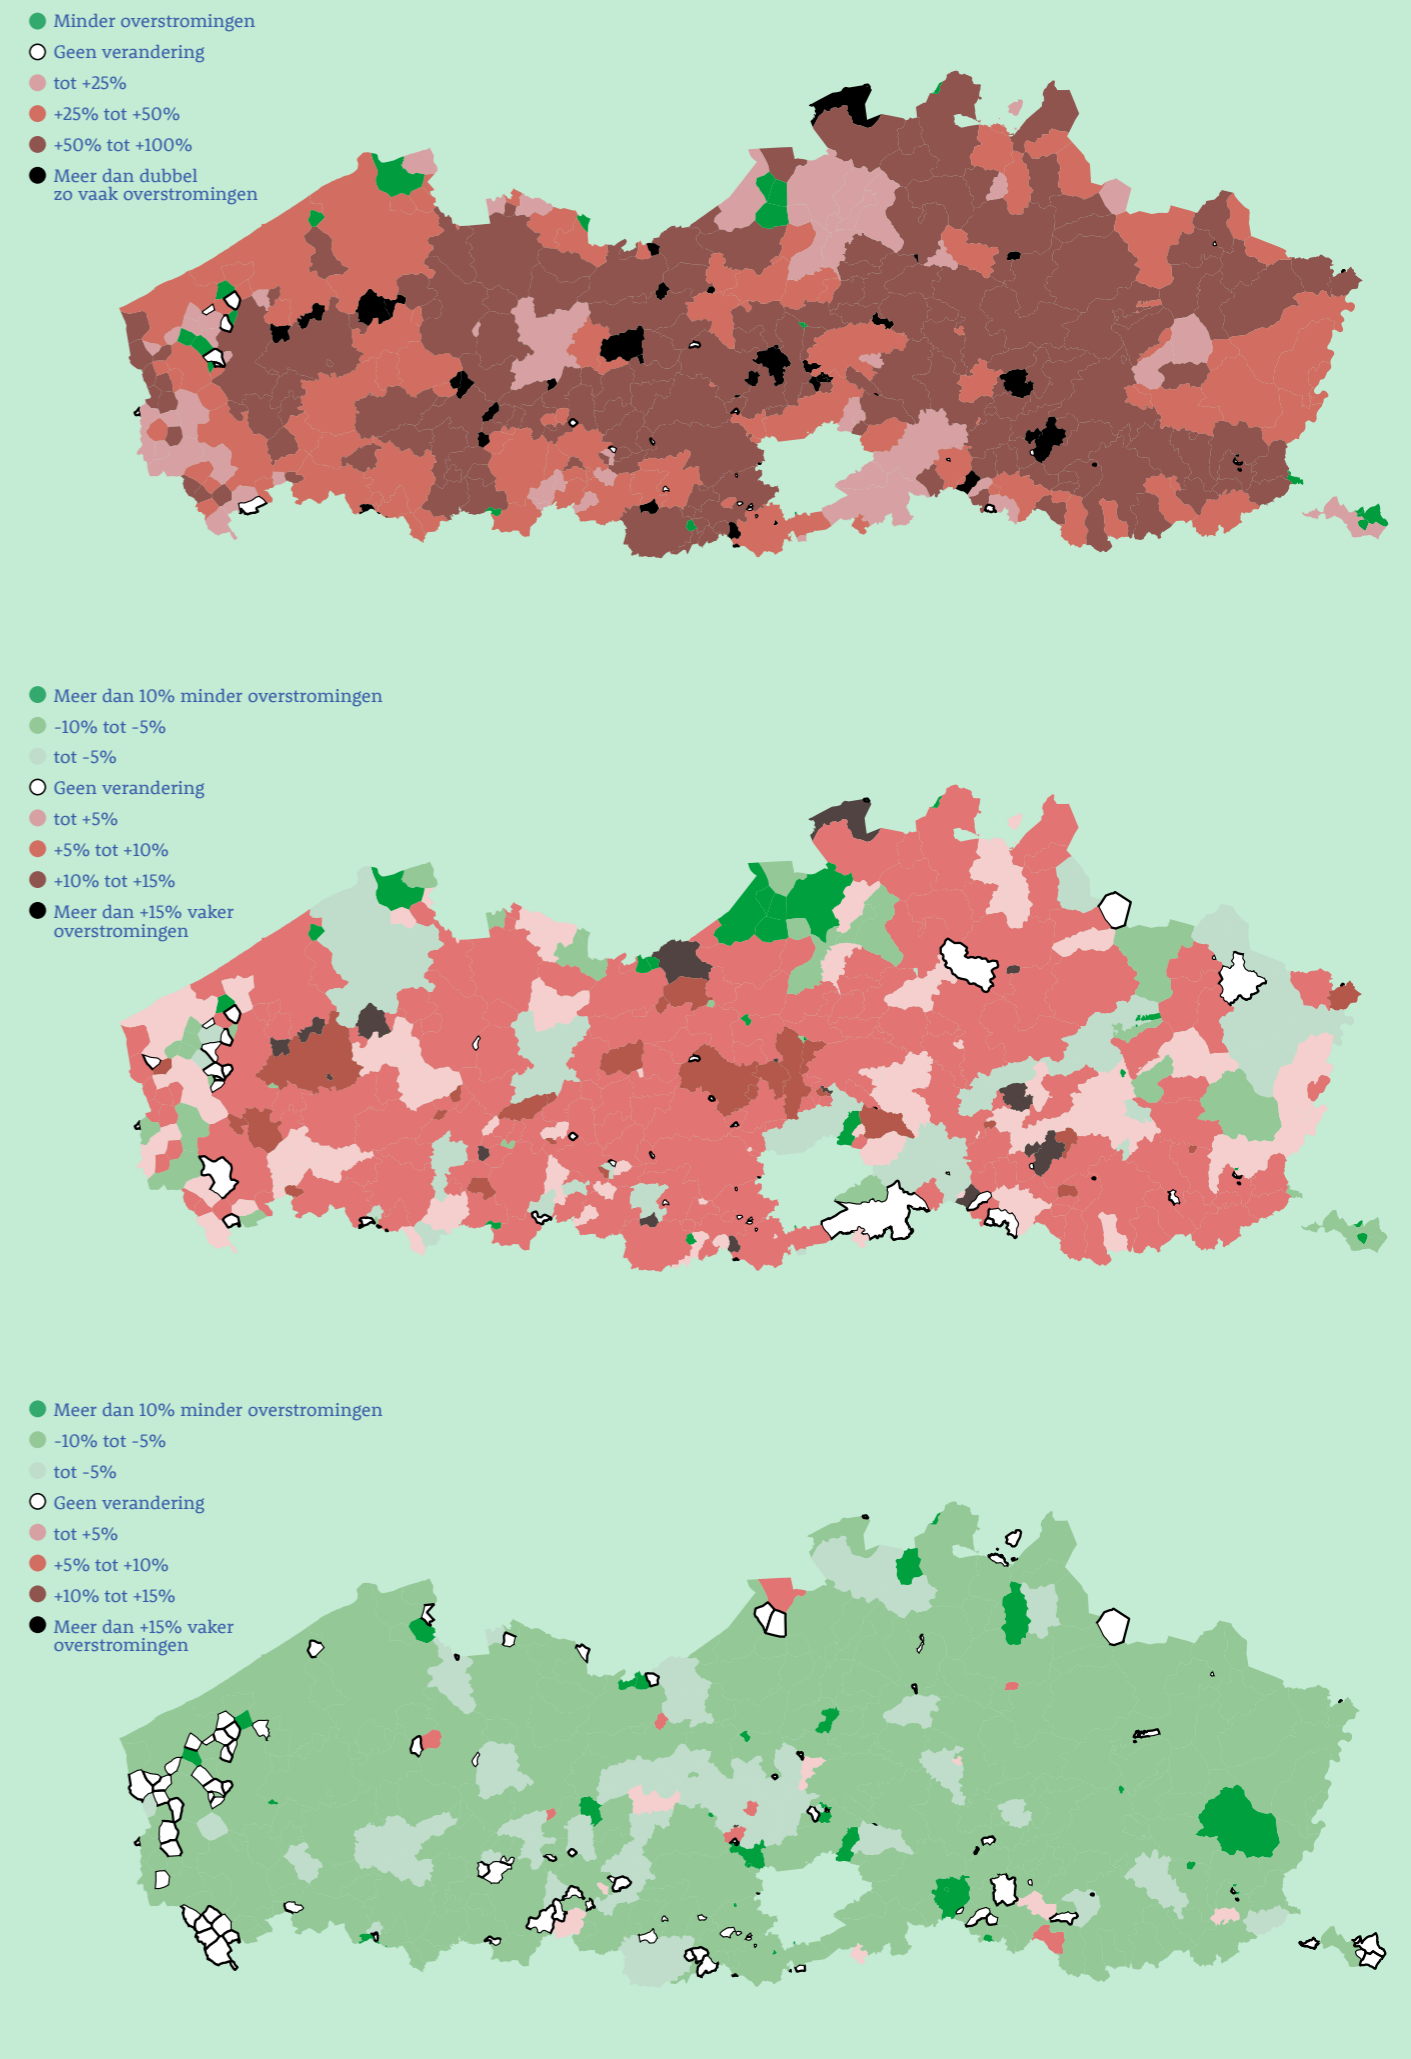 Minder overstromingen
Geen verandering
tot +25%
+25% tot +50%
+50% tot +100%
Meer dan dubbel
zo vaak overstromingen
Meer dan 10% minder overstromingen
-10% tot -5%
tot -5%
Geen verandering
tot +5%
+5% tot +10%
+10% tot +15%
Meer dan +15% vaker
overstromingen
Meer dan 10% minder overstromingen
-10% tot -5%
tot -5%
Geen verandering
tot +5%
+5% tot +10%
+10% tot +15%
Meer dan +15% vaker
overstromingen